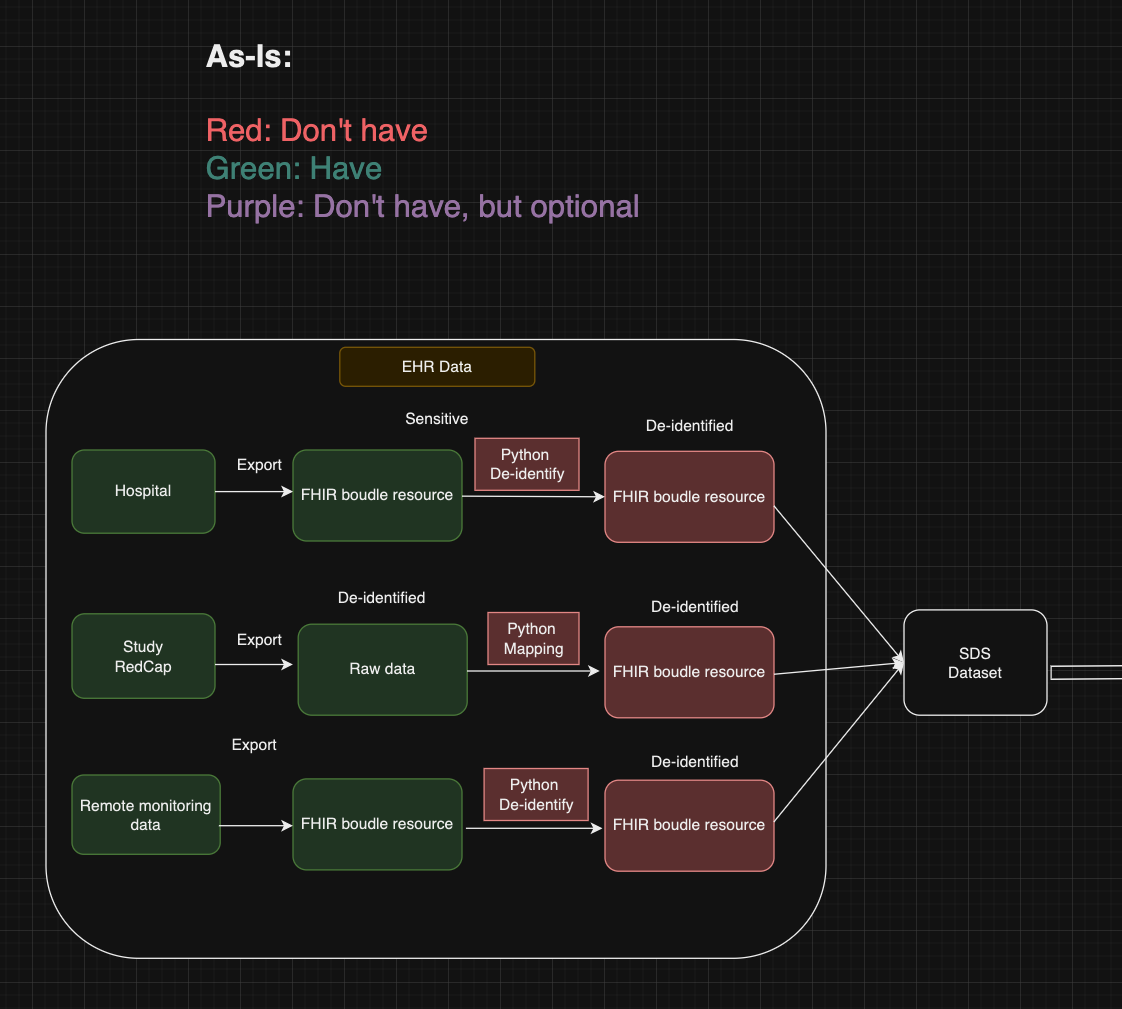 As-Is:
Red: Don't have
Green: Have
Purple: Don't have, but optional
EHR Data
Sensitive
De-identified
Hospital
Export
FHIR boudle resource
Python
De-identify
FHIR boudle resource
De-identified
De-identified
Study
RedCap
Export
Raw data
Python
Mapping
FHIR boudle resource
SDS
Dataset
Export
De-identified
Remote monitoring
data
FHIR boudle resource
Python
De-identify
FHIR boudle resource